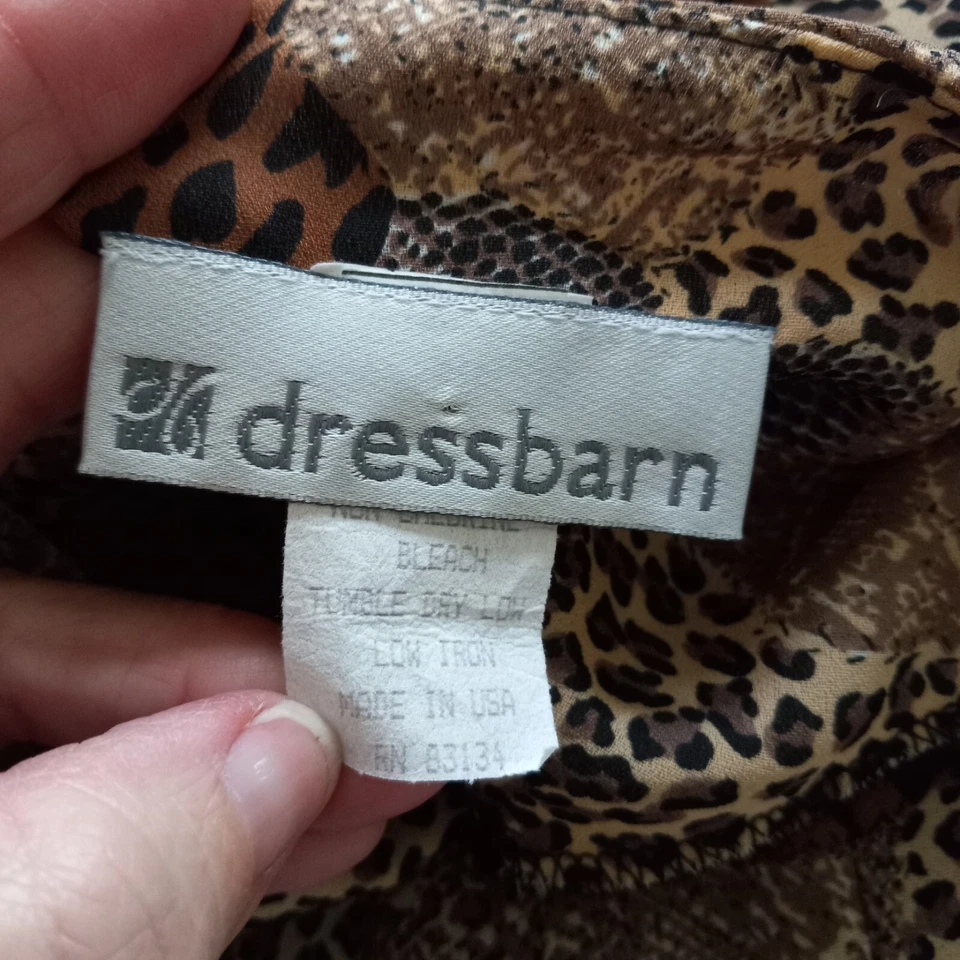 dressbarn
BLEACH
TUMBLE DRY LOW
LOW IRON
MADE IN USA
RN 83134